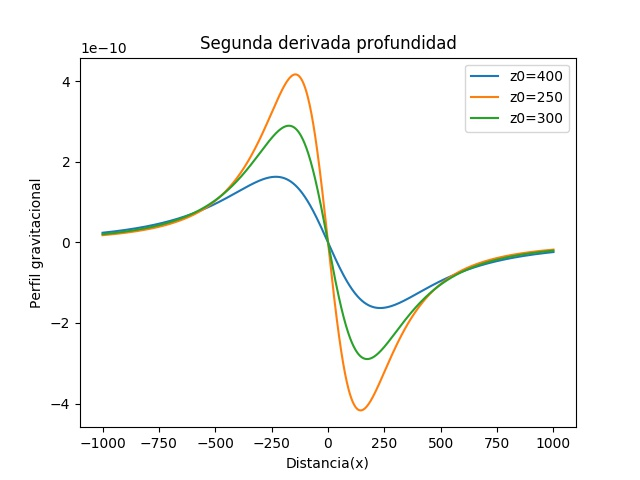 Segunda derivada profundidad
1e−10
z0=400
z0=250
z0=300
4
2
0
−2
−4
Perfil gravitacional
−1000 −750 −500 −250 0 250 500 750 1000
Distancia(x)